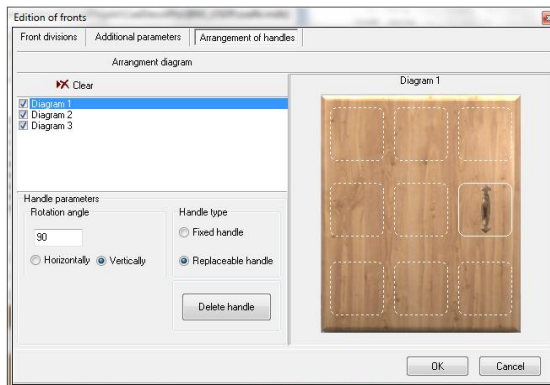 Edition of fronts
Front divisions
Additional parameters
Arrangement of handles
Arrangment diagram
Clear
Diagram 1
Diagram 2
Diagram 3
Diagram 1
Handle parameters
Rotation angle
90
Horizontally
Vertically
Handle type
Fixed handle
Replaceable handle
Delete handle
OK
Cancel